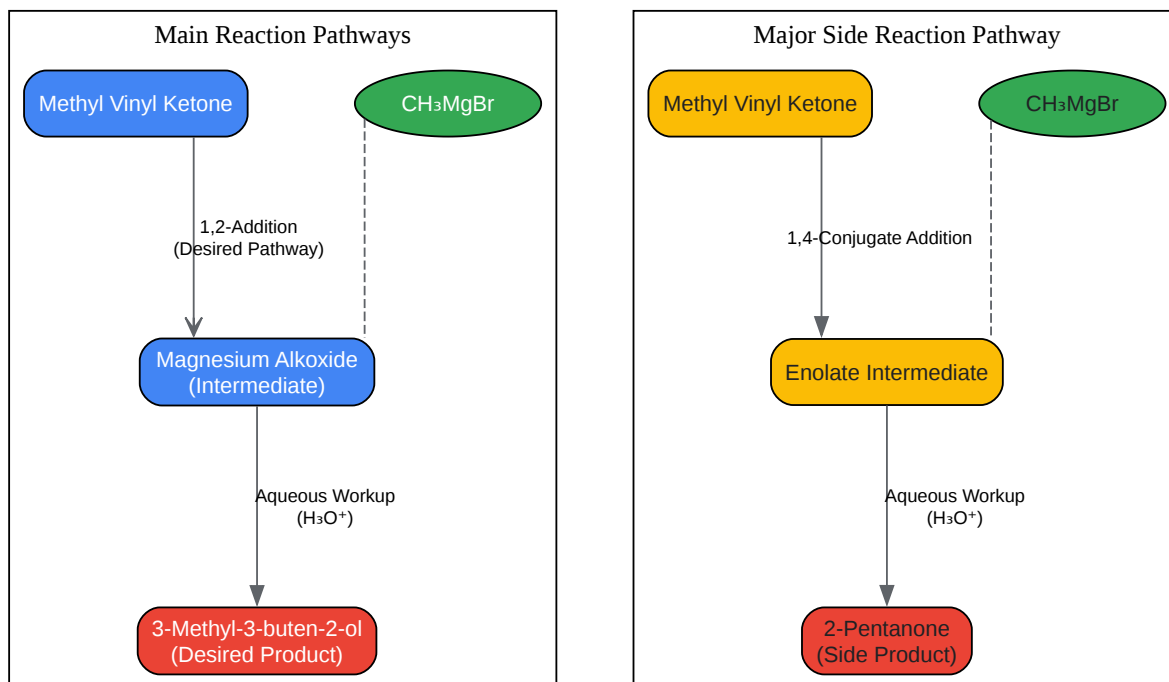 Main Reaction Pathways
Methyl Vinyl Ketone
CH₃MgBr
1,2-Addition
(Desired Pathway)
Magnesium Alkoxide
(Intermediate)
Aqueous Workup
(H₃O⁺)
3-Methyl-3-buten-2-ol
(Desired Product)
Major Side Reaction Pathway
Methyl Vinyl Ketone
CH₃MgBr
1,4-Conjugate Addition
Enolate Intermediate
Aqueous Workup
(H₃O⁺)
2-Pentanone
(Side Product)